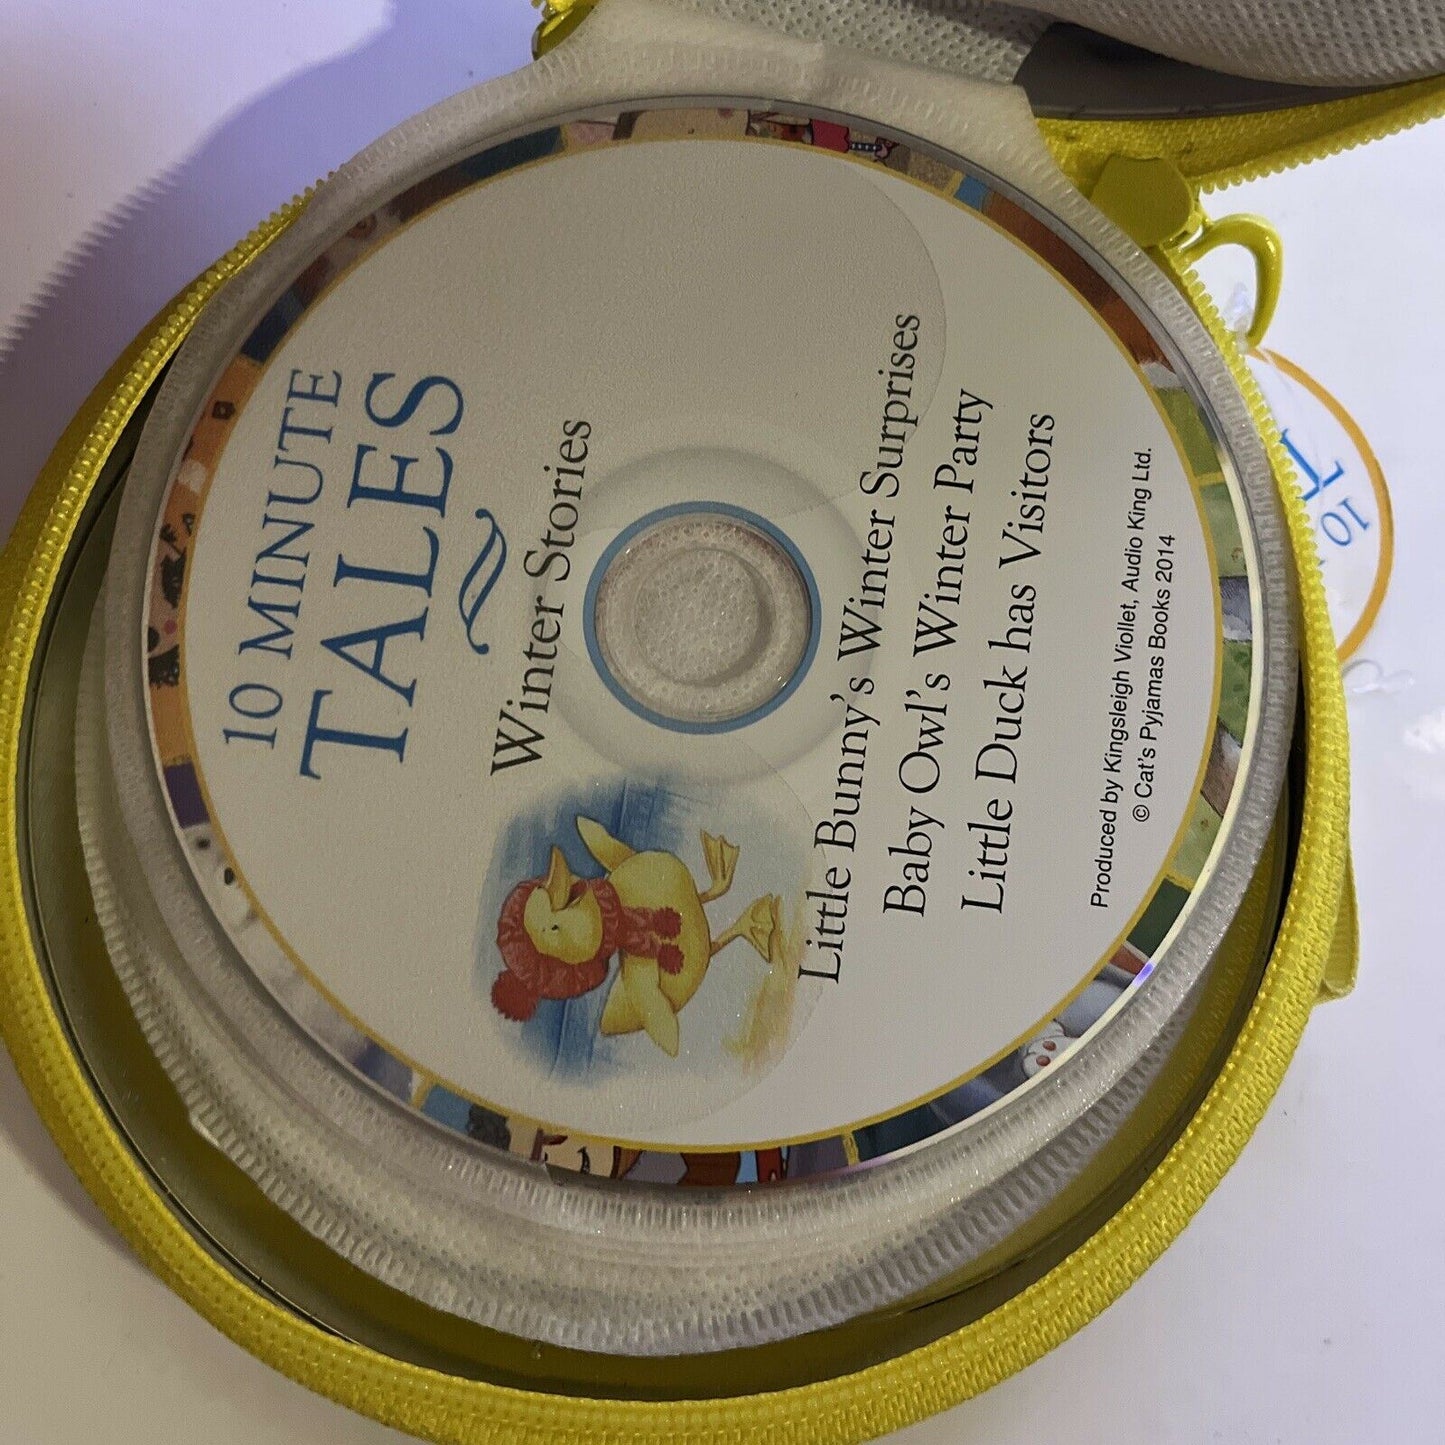 10 MINUTE
TALES
Winter Stories
Little Bunny's Winter Surprises
Baby Owl's Winter Party
Little Duck has Visitors
Produced by Kingsleigh Viollet, Audio King Ltd.
© Cat's Pyjamas Books 2014
10
T